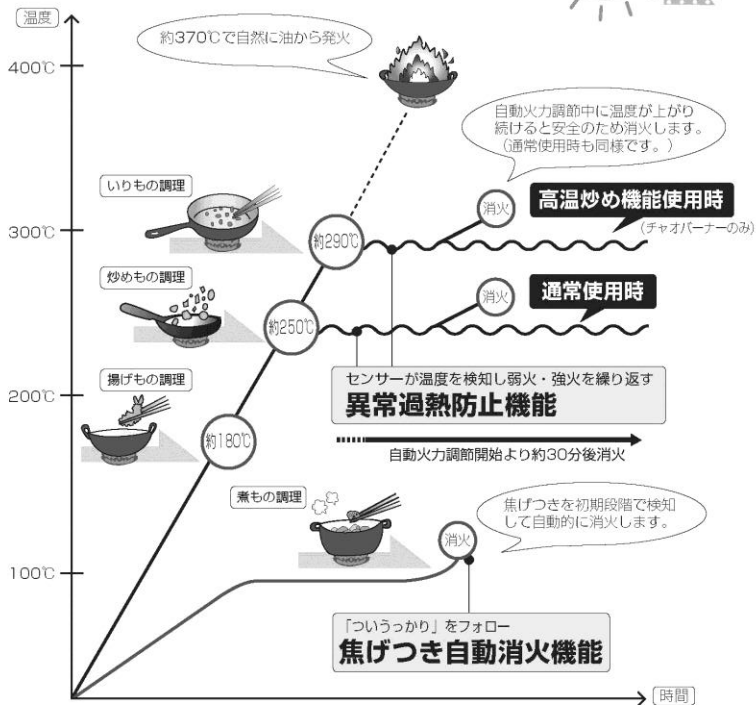 温度
約370℃で自然に油から発火
400℃
自動火力調節中に温度が上がり
続けると安全のため消火します。
(通常使用時も同様です。)
いりもの調理
消火
高温炒め機能使用時
(チャオバーナーのみ)
300℃
約290℃
炒めもの調理
消火
通常使用時
約250℃
揚げもの調理
センサーが温度を検知し弱火・強火を繰り返す
異常過熱防止機能
200℃
約180℃
自動火力調節開始より約30分後消火
煮もの調理
焦げつきを初期段階で検知
して自動的に消火します。
消火
100℃
「ついうっかり」をフォロー
焦げつき自動消火機能
時間